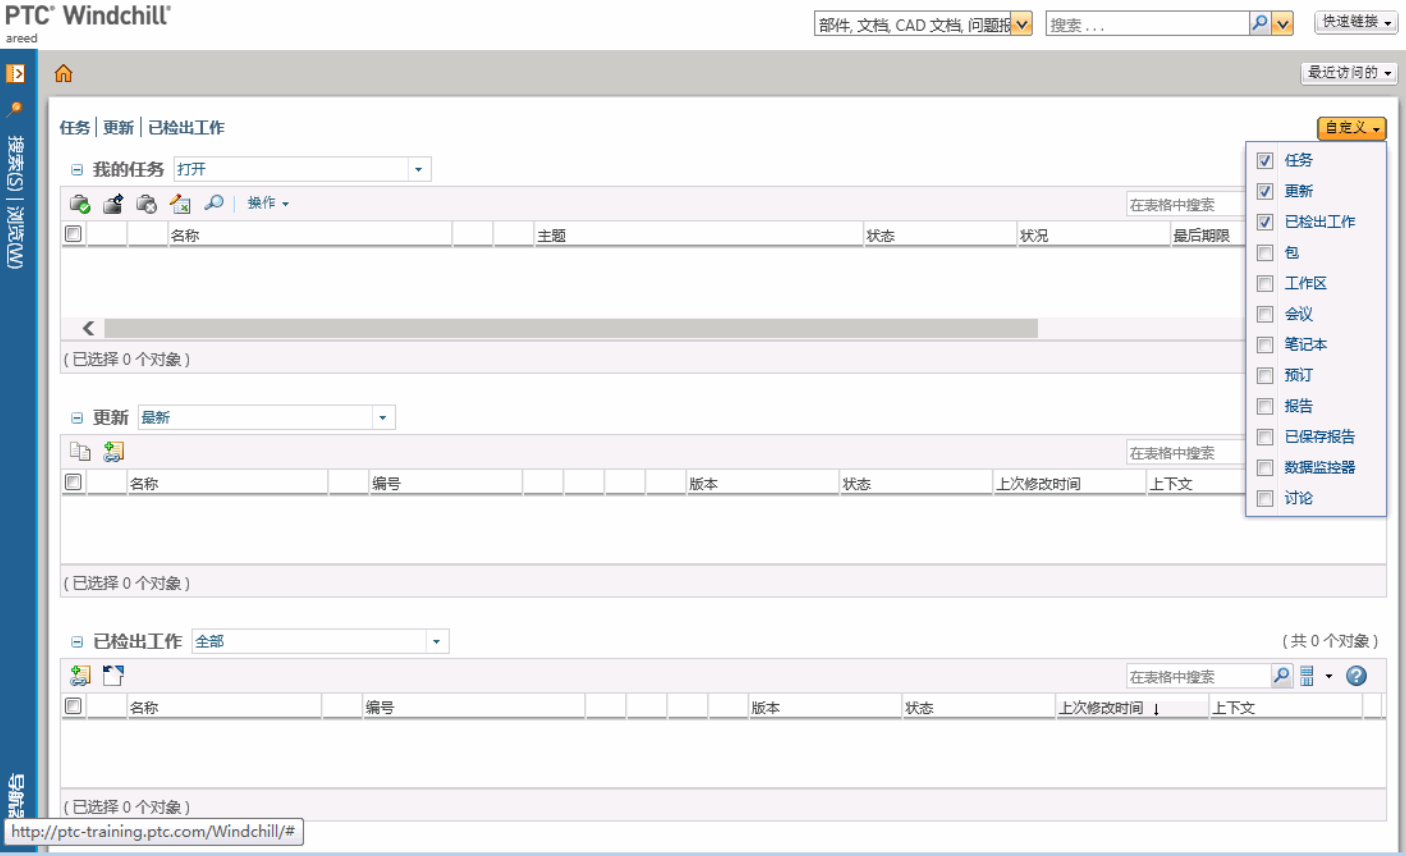 PTC® Windchill®
areed
部件, 文档, CAD 文档, 问题报
搜索 . . .
快速链接
最近访问的
搜索(S) | 浏览(W)
任务 | 更新 | 已检出工作
自定义
任务
更新
已检出工作
包
工作区
会议
笔记本
预订
报告
已保存报告
数据监控器
讨论
我的任务 打开
操作
在表格中搜索
名称 主题 状态 状况 最后期限
( 已选择 0 个对象 )
更新 最新
在表格中搜索
名称 编号 版本 状态 上次修改时间 上下文
( 已选择 0 个对象 )
已检出工作 全部
( 共 0 个对象 )
在表格中搜索
名称 编号 版本 状态 上次修改时间 ↓ 上下文
( 已选择 0 个对象 )
导航
http://ptc-training.ptc.com/Windchill/#